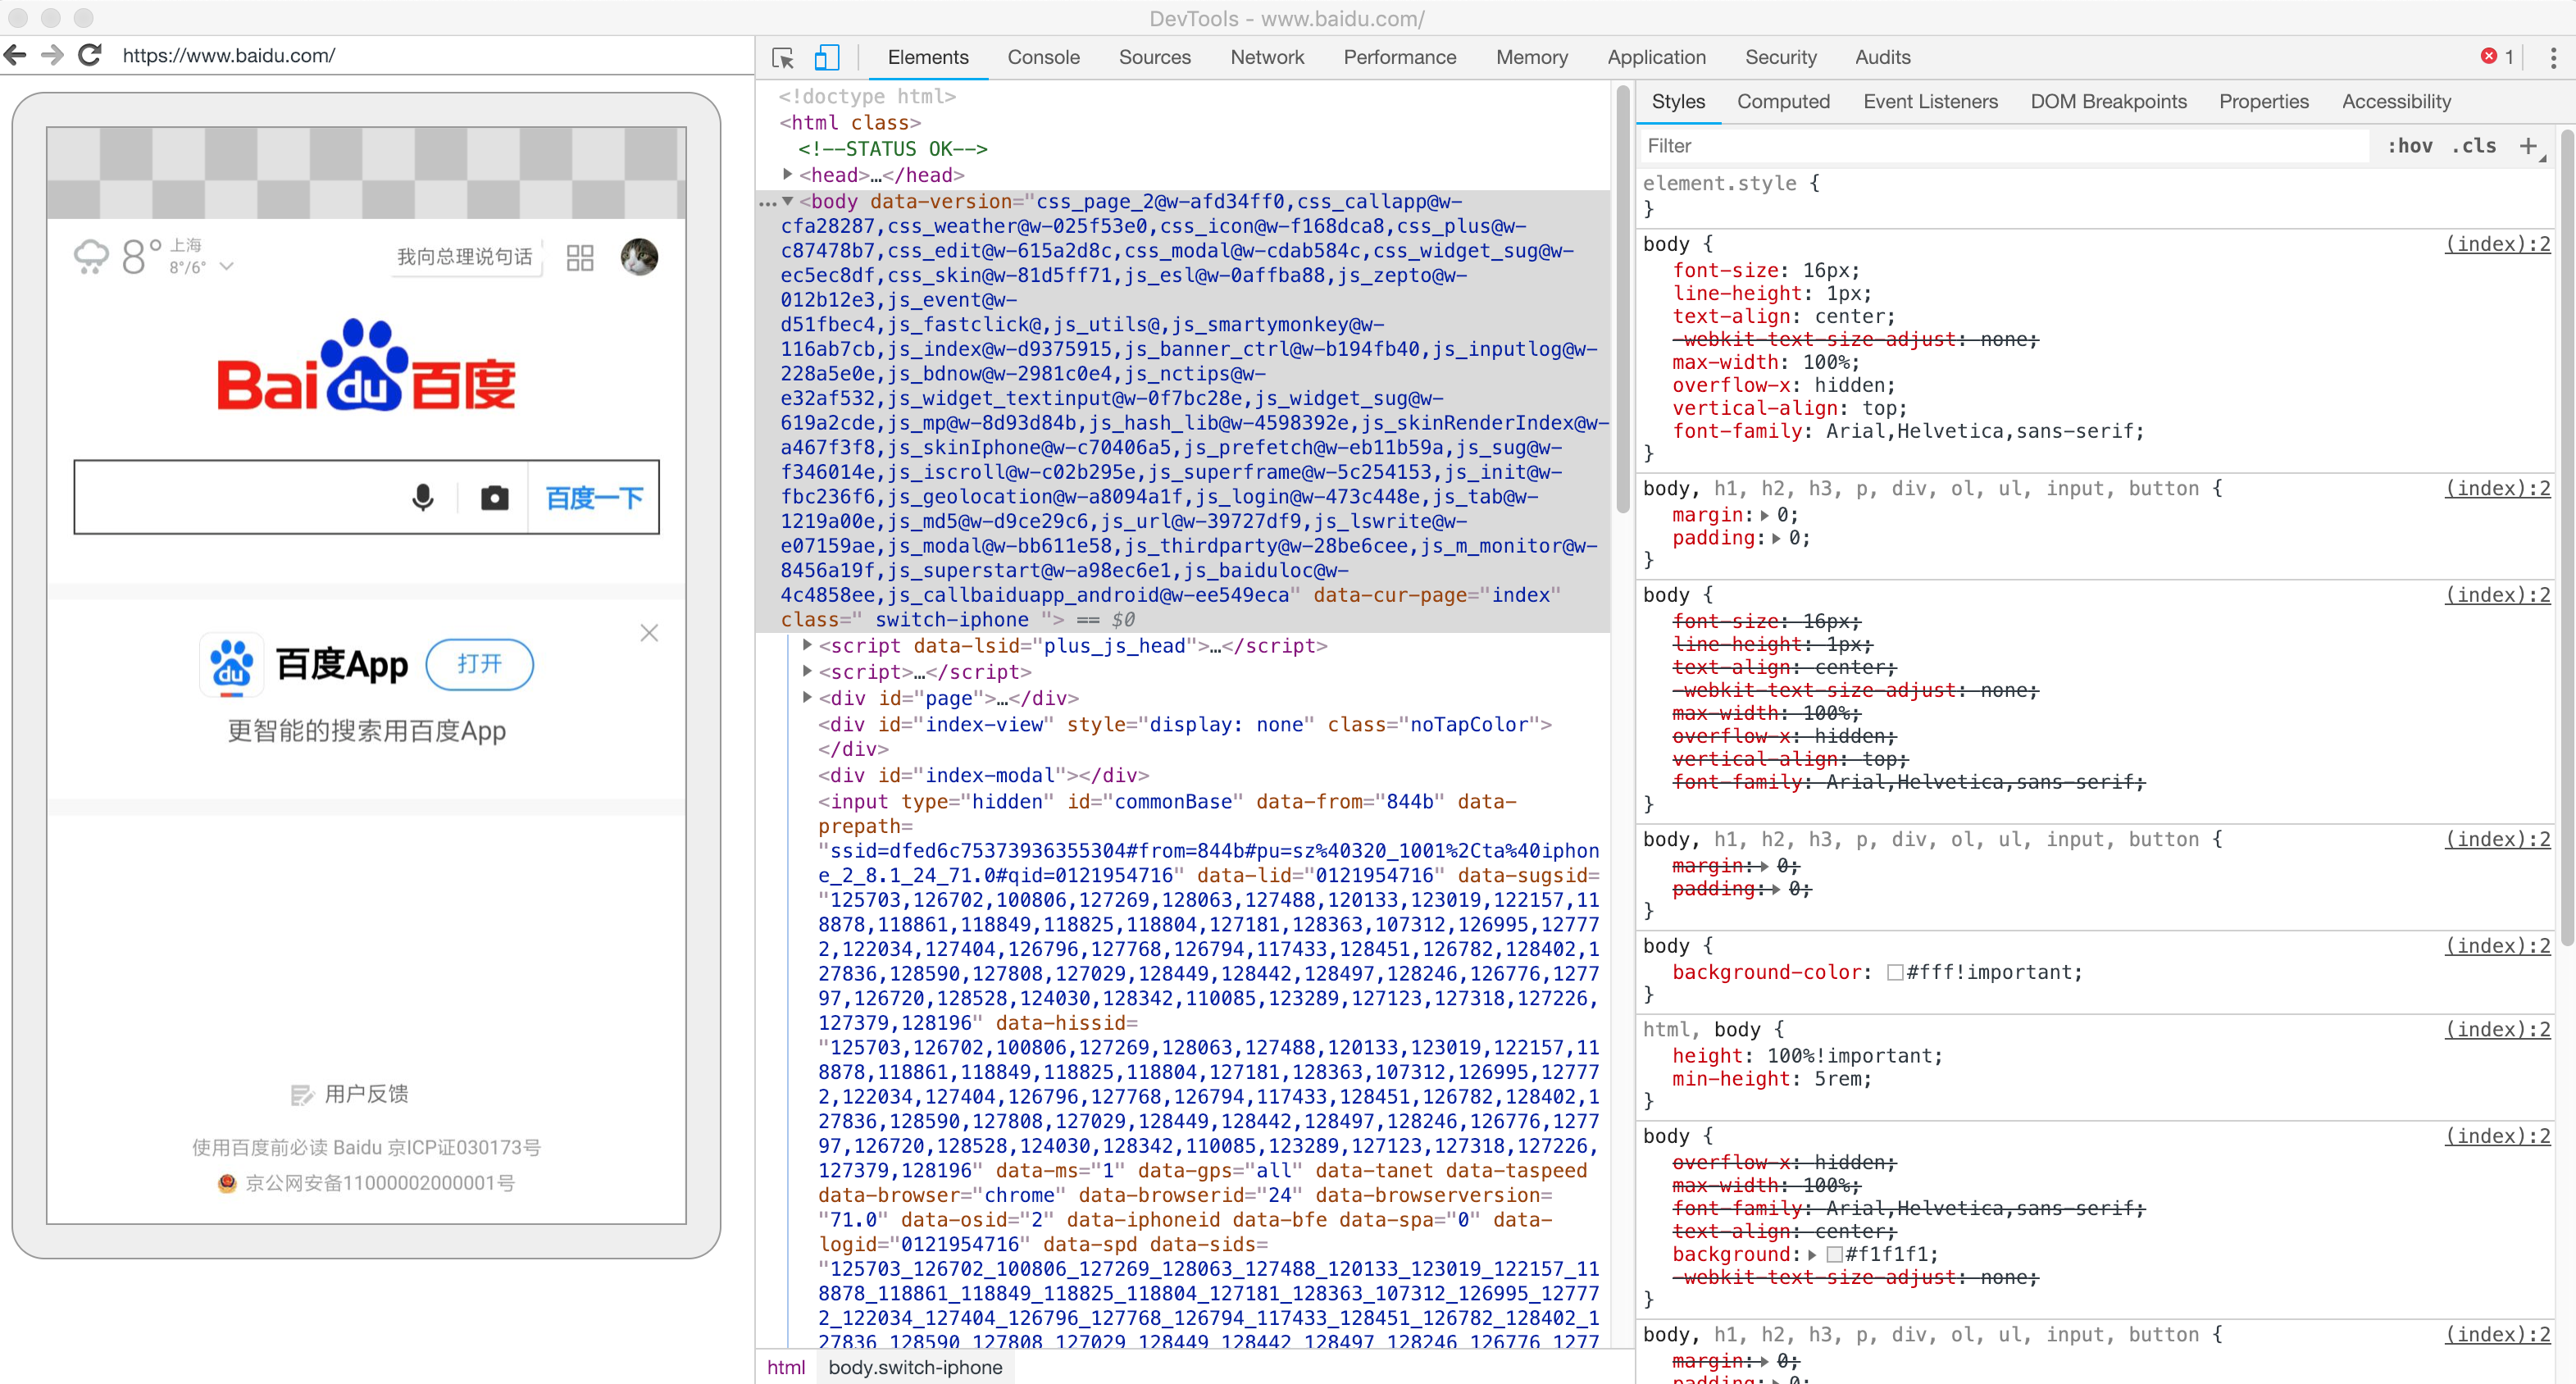 DevTools - www.baidu.com/
https://www.baidu.com/
8° 上海
8°/6°
我向总理说句话
Bai du 百度
百度一下
du 百度App 打开
更智能的搜索用百度App
用户反馈
使用百度前必读 Baidu 京ICP证030173号
京公网安备11000002000001号
Elements Console Sources Network Performance Memory Application Security Audits 1
<!doctype html>
<html class>
<!--STATUS OK-->
<head>…</head>
… <body data-version="css_page_2@w-afd34ff0,css_callapp@w-
cfa28287,css_weather@w-025f53e0,css_icon@w-f168dca8,css_plus@w-
c87478b7,css_edit@w-615a2d8c,css_modal@w-cdab584c,css_widget_sug@w-
ec5ec8df,css_skin@w-81d5ff71,js_esl@w-0affba88,js_zepto@w-
012b12e3,js_event@w-
d51fbec4,js_fastclick@,js_utils@,js_smartymonkey@w-
116ab7cb,js_index@w-d9375915,js_banner_ctrl@w-b194fb40,js_inputlog@w-
228a5e0e,js_bdnow@w-2981c0e4,js_nctips@w-
e32af532,js_widget_textinput@w-0f7bc28e,js_widget_sug@w-
619a2cde,js_mp@w-8d93d84b,js_hash_lib@w-4598392e,js_skinRenderIndex@w-
a467f3f8,js_skinIphone@w-c70406a5,js_prefetch@w-eb11b59a,js_sug@w-
f346014e,js_iscroll@w-c02b295e,js_superframe@w-5c254153,js_init@w-
fbc236f6,js_geolocation@w-a8094a1f,js_login@w-473c448e,js_tab@w-
1219a00e,js_md5@w-d9ce29c6,js_url@w-39727df9,js_lswrite@w-
e07159ae,js_modal@w-bb611e58,js_thirdparty@w-28be6cee,js_m_monitor@w-
8456a19f,js_superstart@w-a98ec6e1,js_baiduloc@w-
4c4858ee,js_callbaiduapp_android@w-ee549eca" data-cur-page="index"
class=" switch-iphone "> == $0
<script data-lsid="plus_js_head">…</script>
<script>…</script>
<div id="page">…</div>
<div id="index-view" style="display: none" class="noTapColor">
</div>
<div id="index-modal"></div>
<input type="hidden" id="commonBase" data-from="844b" data-
prepath=
"ssid=dfed6c75373936355304#from=844b#pu=sz%40320_1001%2Cta%40iphon
e_2_8.1_24_71.0#qid=0121954716" data-lid="0121954716" data-sugsid=
"125703,126702,100806,127269,128063,127488,120133,123019,122157,11
8878,118861,118849,118825,118804,127181,128363,107312,126995,12777
2,122034,127404,126796,127768,126794,117433,128451,126782,128402,1
27836,128590,127808,127029,128449,128442,128497,128246,126776,1277
97,126720,128528,124030,128342,110085,123289,127123,127318,127226,
127379,128196" data-hissid=
"125703,126702,100806,127269,128063,127488,120133,123019,122157,11
8878,118861,118849,118825,118804,127181,128363,107312,126995,12777
2,122034,127404,126796,127768,126794,117433,128451,126782,128402,1
27836,128590,127808,127029,128449,128442,128497,128246,126776,1277
97,126720,128528,124030,128342,110085,123289,127123,127318,127226,
127379,128196" data-ms="1" data-gps="all" data-tanet data-taspeed
data-browser="chrome" data-browserid="24" data-browserversion=
"71.0" data-osid="2" data-iphoneid data-bfe data-spa="0" data-
logid="0121954716" data-spd data-sids=
"125703_126702_100806_127269_128063_127488_120133_123019_122157_11
8878_118861_118849_118825_118804_127181_128363_107312_126995_12777
2_122034_127404_126796_127768_126794_117433_128451_126782_128402_1
27836_128590_127808_127029_128449_128442_128497_128246_126776_1277
html body.switch-iphone
Styles Computed Event Listeners DOM Breakpoints Properties Accessibility
Filter :hov .cls +
element.style {
}
body { (index):2
font-size: 16px;
line-height: 1px;
text-align: center;
-webkit-text-size-adjust: none;
max-width: 100%;
overflow-x: hidden;
vertical-align: top;
font-family: Arial,Helvetica,sans-serif;
}
body, h1, h2, h3, p, div, ol, ul, input, button { (index):2
margin: 0;
padding: 0;
}
body { (index):2
font-size: 16px;
line-height: 1px;
text-align: center;
-webkit-text-size-adjust: none;
max-width: 100%;
overflow-x: hidden;
vertical-align: top;
font-family: Arial,Helvetica,sans-serif;
}
body, h1, h2, h3, p, div, ol, ul, input, button { (index):2
margin: 0;
padding: 0;
}
body { (index):2
background-color: #fff!important;
}
html, body { (index):2
height: 100%!important;
min-height: 5rem;
}
body { (index):2
overflow-x: hidden;
max-width: 100%;
font-family: Arial,Helvetica,sans-serif;
text-align: center;
background: #f1f1f1;
-webkit-text-size-adjust: none;
}
body, h1, h2, h3, p, div, ol, ul, input, button { (index):2
margin: 0;
padding: 0;